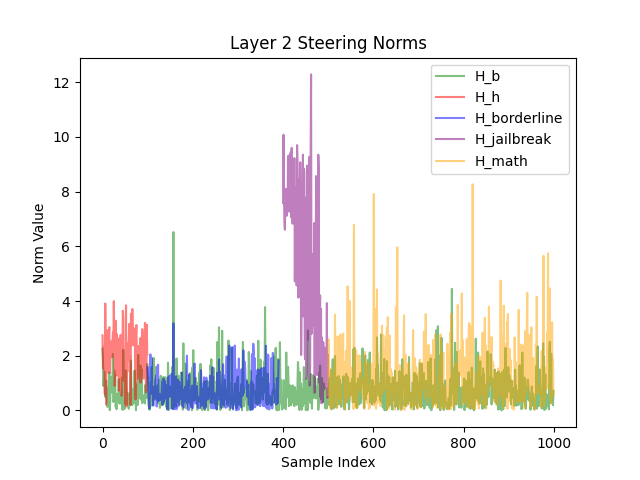 Layer 2 Steering Norms
Norm Value
12
10
8
6
4
2
0
H_b
H_h
H_borderline
H_jailbreak
H_math
0
200
400
600
800
1000
Sample Index